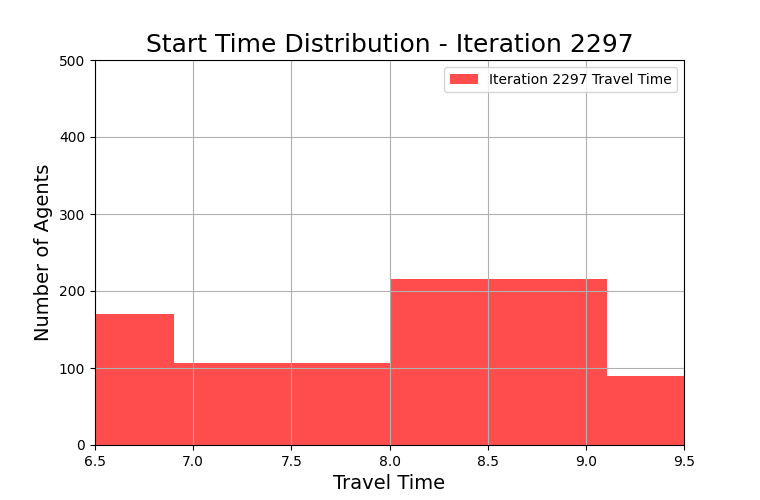 Start Time Distribution - Iteration 2297
500
400
300
200
100
0
Number of Agents
Iteration 2297 Travel Time
6.5 7.0 7.5 8.0 8.5 9.0 9.5
Travel Time